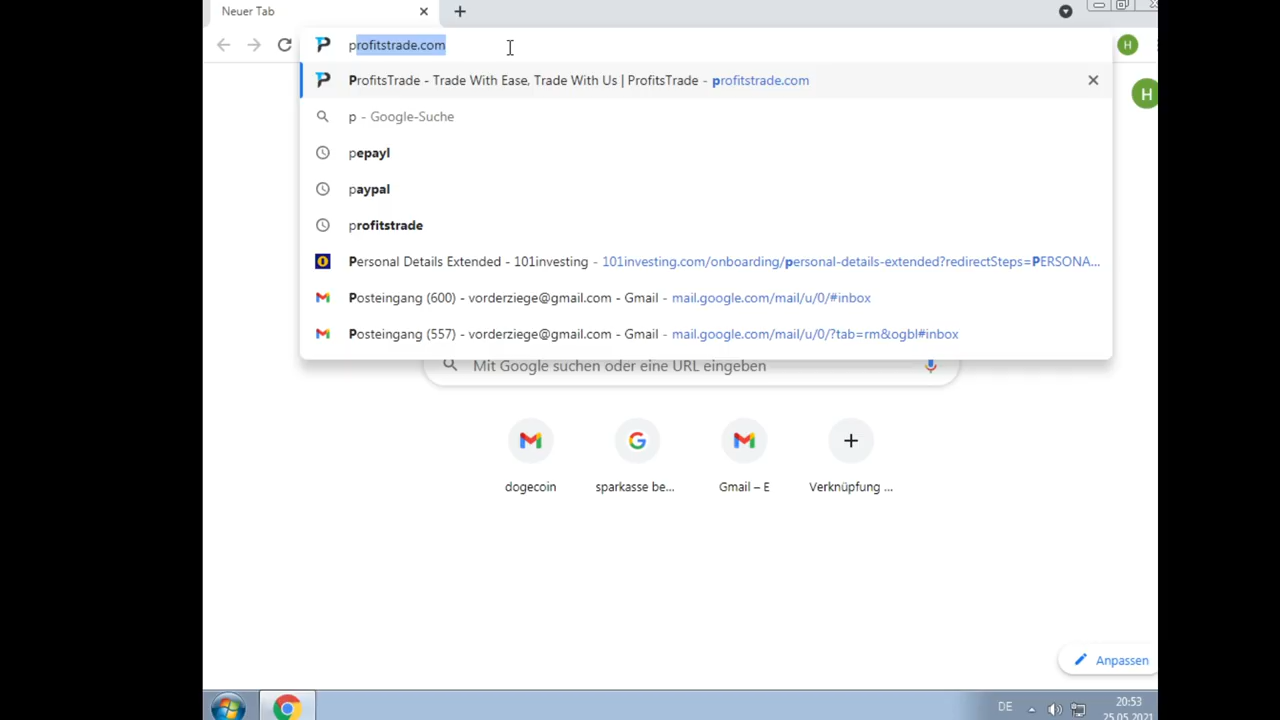 Neuer Tab
profitstrade.com
H
ProfitsTrade - Trade With Ease, Trade With Us | ProfitsTrade - profitstrade.com
H
p - Google-Suche
pepayl
paypal
profitstrade
Personal Details Extended - 101investing - 101investing.com/onboarding/personal-details-extended?redirectSteps=PERSONA...
Posteingang (600) - vorderziege@gmail.com - Gmail - mail.google.com/mail/u/0/#inbox
Posteingang (557) - vorderziege@gmail.com - Gmail - mail.google.com/mail/u/0/?tab=rm&ogbl#inbox
Mit Google suchen oder eine URL eingeben
dogecoin
sparkasse be...
Gmail – E
Verknüpfung ...
Anpassen
DE
20:53
25.05.2021